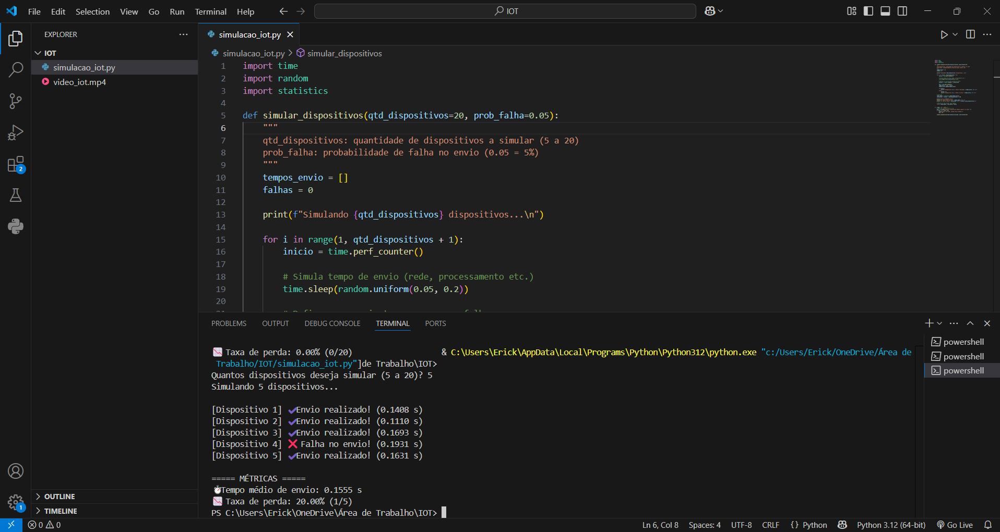 File Edit Selection View Go Run Terminal Help
IOT
EXPLORER
IOT
simulacao_iot.py
video_iot.mp4
2
1
OUTLINE
TIMELINE
simulacao_iot.py
simulacao_iot.py > simular_dispositivos
1 import time
2 import random
3 import statistics
4
5 def simular_dispositivos(qtd_dispositivos=20, prob_falha=0.05):
6 """
7 qtd_dispositivos: quantidade de dispositivos a simular (5 a 20)
8 prob_falha: probabilidade de falha no envio (0.05 = 5%)
9 """
10 tempos_envio = []
11 falhas = 0
12
13 print(f"Simulando {qtd_dispositivos} dispositivos...\n")
14
15 for i in range(1, qtd_dispositivos + 1):
16 inicio = time.perf_counter()
17
18 # Simula tempo de envio (rede, processamento etc.)
19 time.sleep(random.uniform(0.05, 0.2))
20
PROBLEMS OUTPUT DEBUG CONSOLE TERMINAL PORTS
powershell
powershell
powershell
📉 Taxa de perda: 0.00% (0/20) & C:\Users\Erick\AppData\Local\Programs\Python\Python312\python.exe "c:/Users/Erick/OneDrive/Área de
Trabalho/IOT/simulacao_iot.py"]de Trabalho\IOT>
Quantos dispositivos deseja simular (5 a 20)? 5
Simulando 5 dispositivos...
[Dispositivo 1] ✔Envio realizado! (0.1408 s)
[Dispositivo 2] ✔Envio realizado! (0.1110 s)
[Dispositivo 3] ✔Envio realizado! (0.1693 s)
[Dispositivo 4] ❌ Falha no envio! (0.1931 s)
[Dispositivo 5] ✔Envio realizado! (0.1631 s)
===== MÉTRICAS =====
⏱Tempo médio de envio: 0.1555 s
📉 Taxa de perda: 20.00% (1/5)
PS C:\Users\Erick\OneDrive\Área de Trabalho\IOT>
0 0 Ln 6, Col 8 Spaces: 4 UTF-8 CRLF {} Python Python 3.12 (64-bit) Go Live